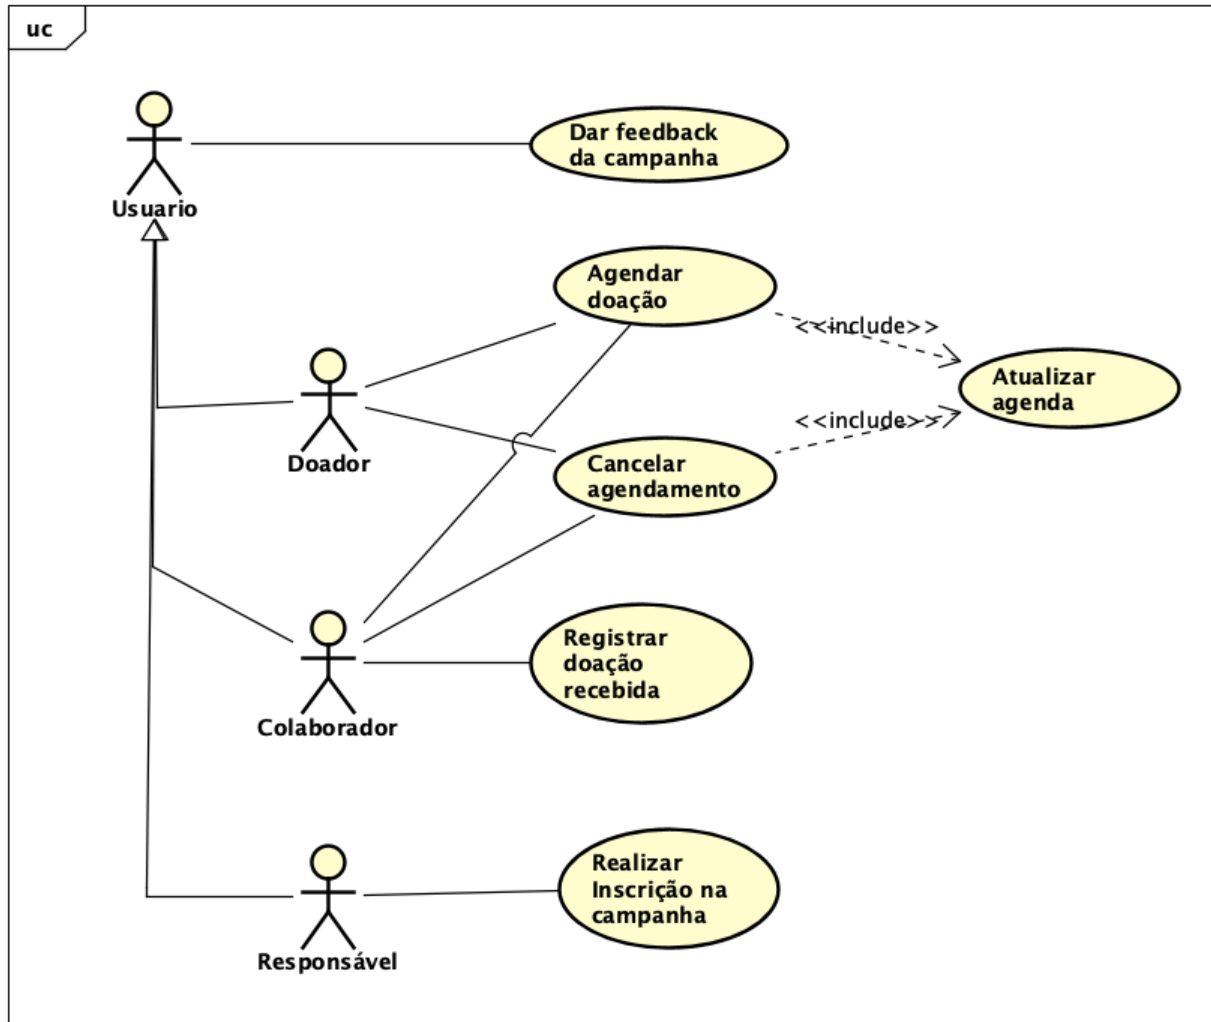 uc
Dar feedback
da campanha
Usuario
Agendar
doação
<<include>>
Atualizar
agenda
<<include>>
Doador
Cancelar
agendamento
Registrar
doação
recebida
Colaborador
Realizar
Inscrição na
campanha
Responsável